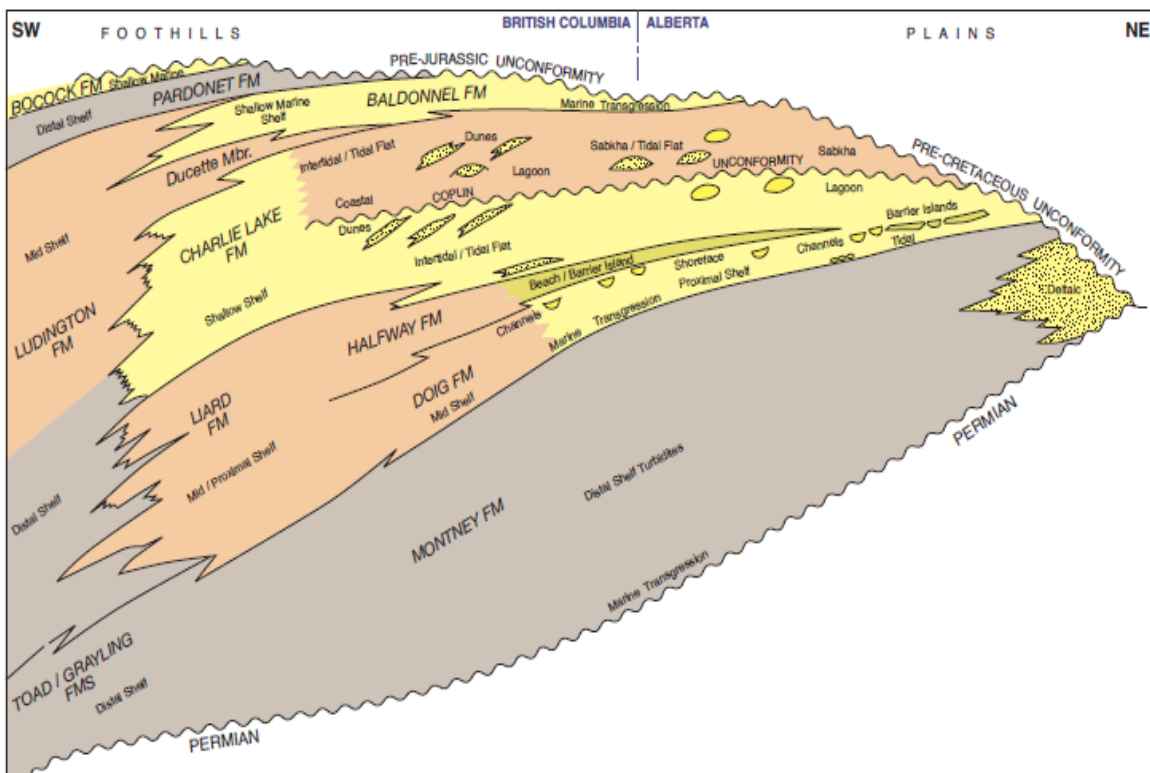 SW
FOOTHILLS
BRITISH COLUMBIA
ALBERTA
PLAINS
NE
PRE-JURASSIC UNCONFORMITY
BOCOCK FM
Shallow Marine
PARDONET FM
Distal Shelf
BALDONNEL FM
Shallow Marine
Shelf
Marine Transgression
Ducette Mbr.
Intertidal / Tidal Flat
Dunes
Sabkha / Tidal Flat
Lagoon
UNCONFORMITY
Sabkha
PRE-CRETACEOUS UNCONFORMITY
Coastal
COPLIN
Lagoon
Mid Shelf
CHARLIE LAKE
FM
Dunes
Intertidal / Tidal Flat
Barrier Islands
Channels
Tidal
Beach / Barrier Island
Shoreface
Proximal Shelf
Deltaic
Shallow Shelf
LUDINGTON
FM
HALFWAY FM
Channels
Marine Transgression
LIARD
FM
DOIG FM
Mid Shelf
PERMIAN
Mid / Proximal Shelf
Distal Shelf
MONTNEY FM
Distal Shelf Turbidites
Marine Transgression
TOAD / GRAYLING
FMS
Distal Shelf
PERMIAN